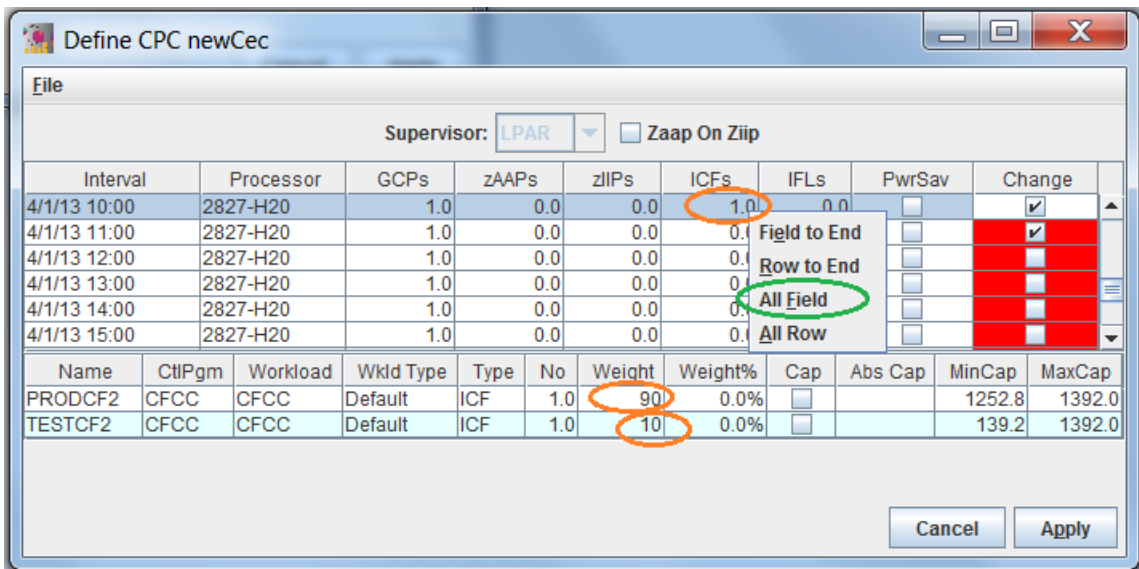 Define CPC newCec
File
Supervisor: LPAR Zaap On Ziip
Interval Processor GCPs zAAPs zIIPs ICFs IFLs PwrSav Change
4/1/13 10:00 2827-H20 1.0 0.0 0.0 1.0 0.0
4/1/13 11:00 2827-H20 1.0 0.0 0.0 Field to End
4/1/13 12:00 2827-H20 1.0 0.0 0.0 Row to End
4/1/13 13:00 2827-H20 1.0 0.0 0.0
4/1/13 14:00 2827-H20 1.0 0.0 0.0 All Field
4/1/13 15:00 2827-H20 1.0 0.0 0.0 All Row
Name CtlPgm Workload Wkld Type Type No Weight Weight% Cap Abs Cap MinCap MaxCap
PRODCF2 CFCC CFCC Default ICF 1.0 90 0.0% 1252.8 1392.0
TESTCF2 CFCC CFCC Default ICF 1.0 10 0.0% 139.2 1392.0
Cancel Apply